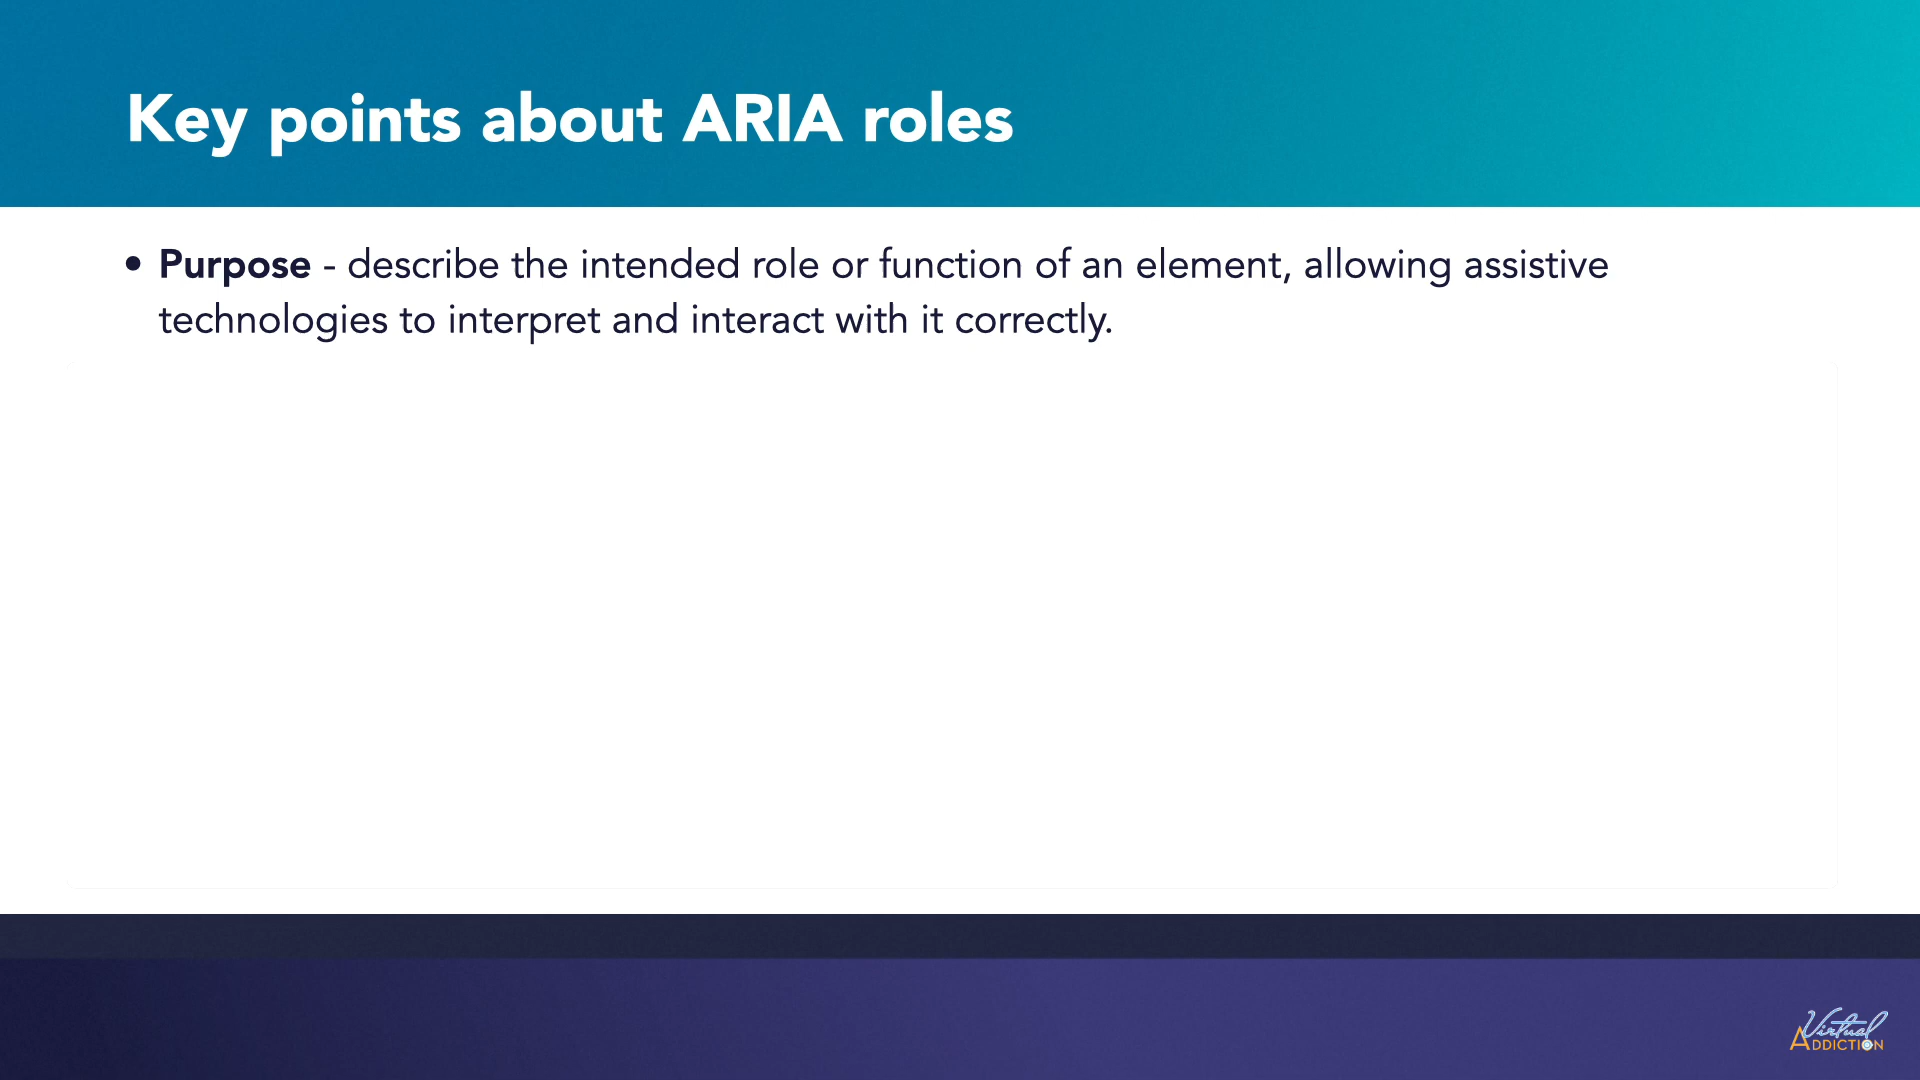 Key points about ARIA roles
• Purpose - describe the intended role or function of an element, allowing assistive
technologies to interpret and interact with it correctly.
Virtual
ADDICTION